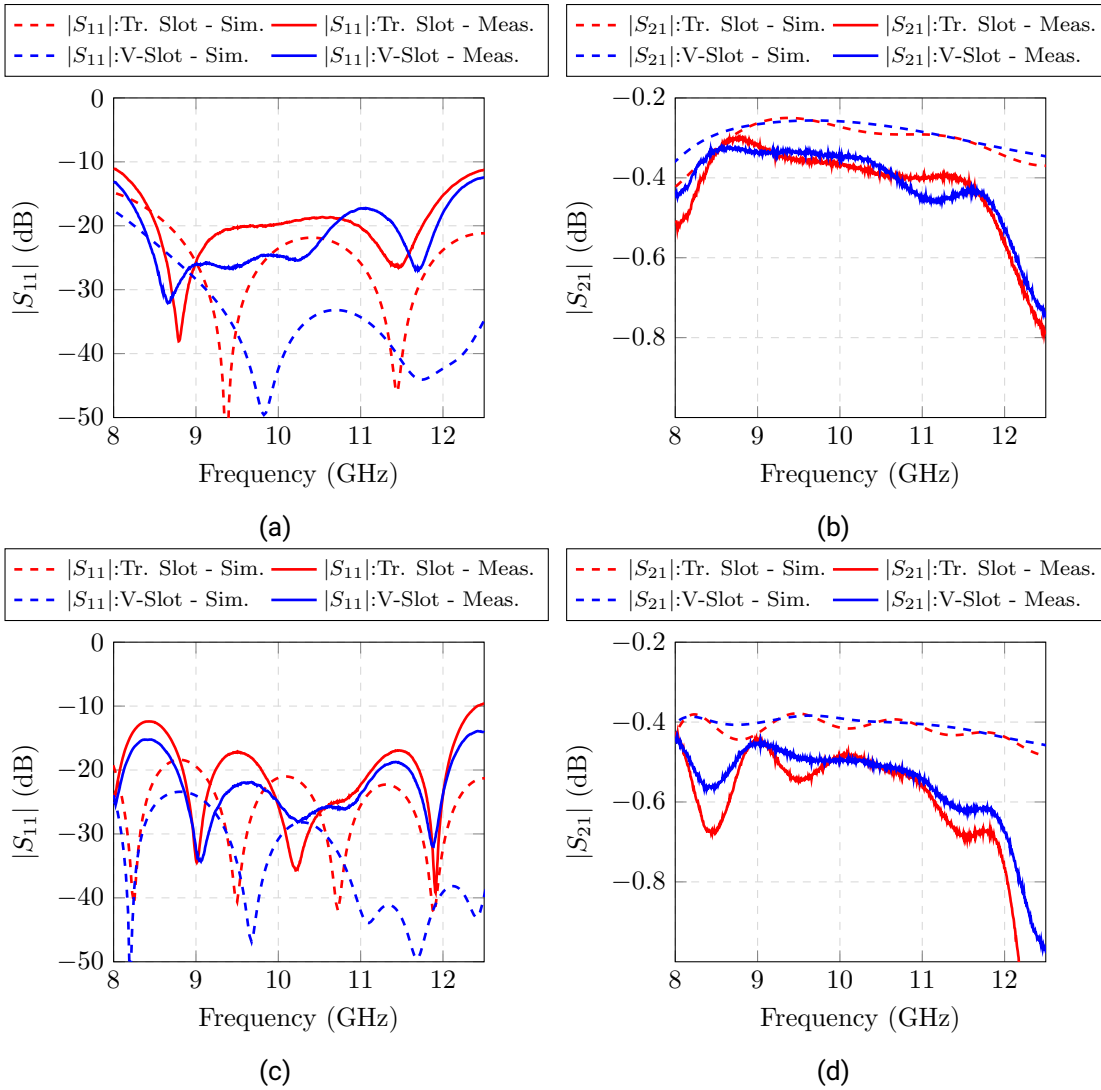 |S₁₁|:Tr. Slot - Sim. |S₁₁|:Tr. Slot - Meas.
|S₁₁|:V-Slot - Sim. |S₁₁|:V-Slot - Meas.
0
−10
−20
−30
−40
−50
|S₁₁| (dB)
8 9 10 11 12
Frequency (GHz)
(a)
|S₂₁|:Tr. Slot - Sim. |S₂₁|:Tr. Slot - Meas.
|S₂₁|:V-Slot - Sim. |S₂₁|:V-Slot - Meas.
−0.2
−0.4
−0.6
−0.8
|S₂₁| (dB)
8 9 10 11 12
Frequency (GHz)
(b)
|S₁₁|:Tr. Slot - Sim. |S₁₁|:Tr. Slot - Meas.
|S₁₁|:V-Slot - Sim. |S₁₁|:V-Slot - Meas.
0
−10
−20
−30
−40
−50
|S₁₁| (dB)
8 9 10 11 12
Frequency (GHz)
(c)
|S₂₁|:Tr. Slot - Sim. |S₂₁|:Tr. Slot - Meas.
|S₂₁|:V-Slot - Sim. |S₂₁|:V-Slot - Meas.
−0.2
−0.4
−0.6
−0.8
|S₂₁| (dB)
8 9 10 11 12
Frequency (GHz)
(d)